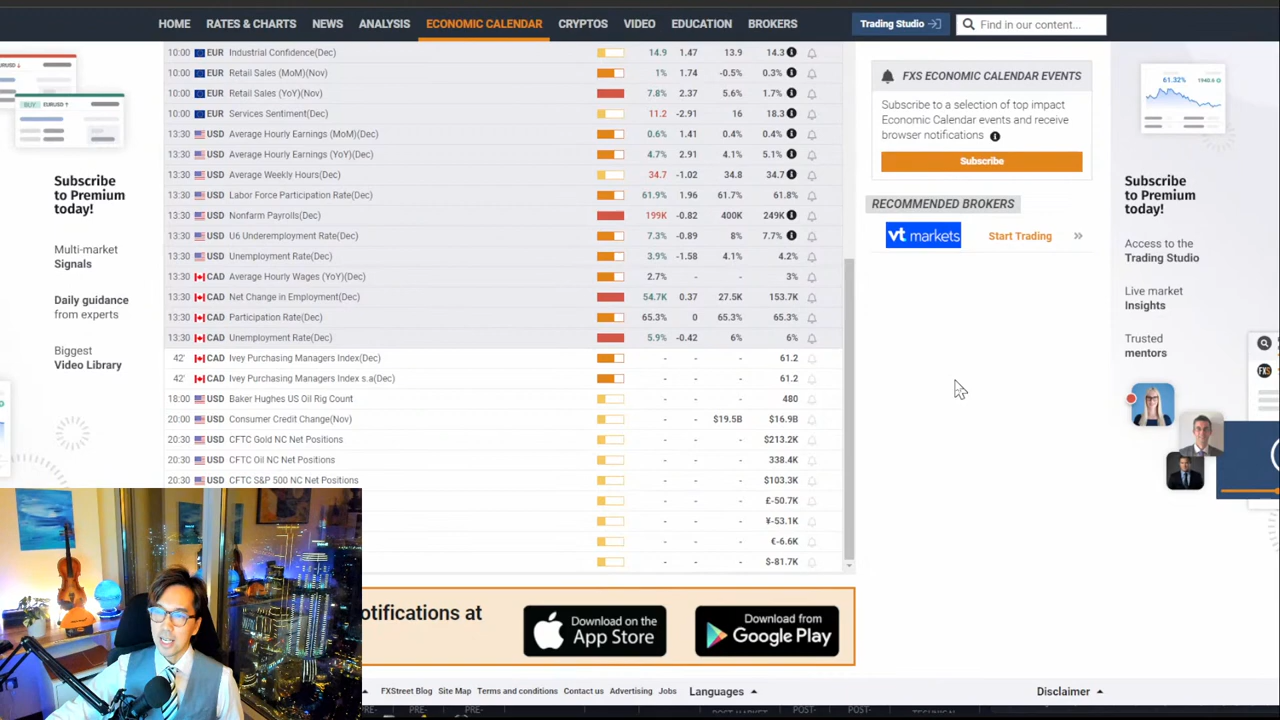 HOME RATES & CHARTS NEWS ANALYSIS ECONOMIC CALENDAR CRYPTOS VIDEO EDUCATION BROKERS Trading Studio Find in our content...
10:00 EUR Industrial Confidence(Dec) 14.9 1.47 13.9 14.3
10:00 EUR Retail Sales (MoM)(Nov) 1% 1.74 -0.5% 0.3%
10:00 EUR Retail Sales (YoY)(Nov) 7.8% 2.37 5.6% 1.7%
10:00 EUR Services Sentiment(Dec) 11.2 -2.91 16 18.3
13:30 USD Average Hourly Earnings (MoM)(Dec) 0.6% 1.41 0.4% 0.4%
13:30 USD Average Hourly Earnings (YoY)(Dec) 4.7% 2.91 4.1% 5.1%
13:30 USD Average Weekly Hours(Dec) 34.7 -1.02 34.8 34.7
13:30 USD Labor Force Participation Rate(Dec) 61.9% 1.96 61.7% 61.8%
13:30 USD Nonfarm Payrolls(Dec) 199K -0.82 400K 249K
13:30 USD U6 Underemployment Rate(Dec) 7.3% -0.89 8% 7.7%
13:30 USD Unemployment Rate(Dec) 3.9% -1.58 4.1% 4.2%
13:30 CAD Average Hourly Wages (YoY)(Dec) 2.7% - - 3%
13:30 CAD Net Change in Employment(Dec) 54.7K 0.37 27.5K 153.7K
13:30 CAD Participation Rate(Dec) 65.3% 0 65.3% 65.3%
13:30 CAD Unemployment Rate(Dec) 5.9% -0.42 6% 6%
42' CAD Ivey Purchasing Managers Index(Dec) - - - 61.2
42' CAD Ivey Purchasing Managers Index s.a(Dec) - - - 61.2
18:00 USD Baker Hughes US Oil Rig Count - - - 480
20:00 USD Consumer Credit Change(Nov) - - $19.5B $16.9B
20:30 USD CFTC Gold NC Net Positions - - - $213.2K
20:30 USD CFTC Oil NC Net Positions - - - 338.4K
20:30 USD CFTC S&P 500 NC Net Positions - - - $103.3K
- - - £-50.7K
- - - ¥-53.1K
- - - €-6.6K
- - - $-81.7K
FXS ECONOMIC CALENDAR EVENTS
Subscribe to a selection of top impact
Economic Calendar events and receive
browser notifications
Subscribe
RECOMMENDED BROKERS
vt markets Start Trading
BUY EURUSD
Subscribe
to Premium
today!
Multi-market
Signals
Daily guidance
from experts
Biggest
Video Library
61.32%
Subscribe
to Premium
today!
Access to the
Trading Studio
Live market
Insights
Trusted
mentors
FXS
otifications at
Download on the
App Store
Download from
Google Play
FXStreet Blog Site Map Terms and conditions Contact us Advertising Jobs Languages Disclaimer